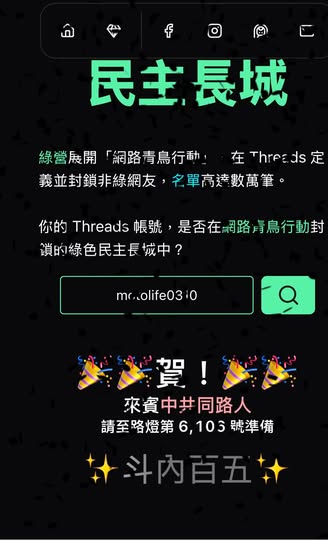 民主長城
綠營展開「網路青鳥行動」，在 Threads 定
義並封鎖非綠網友，名單高達數萬筆。
你的 Threads 帳號，是否在網路青鳥行動封
鎖的綠色民主長城中？
賀！
來賓中共同路人
請至路燈第 6,103 號準備
斗內百五